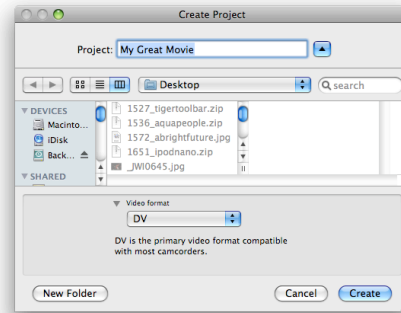 Create Project
Project: My Great Movie
Desktop
search
DEVICES
Macinto...
iDisk
Back...
SHARED
1527_tigertoolbar.zip
1536_aquapeople.zip
1572_abrightfuture.jpg
1651_ipodnano.zip
_JWI0645.jpg
Video format
DV
DV is the primary video format compatible
with most camcorders.
New Folder
Cancel
Create